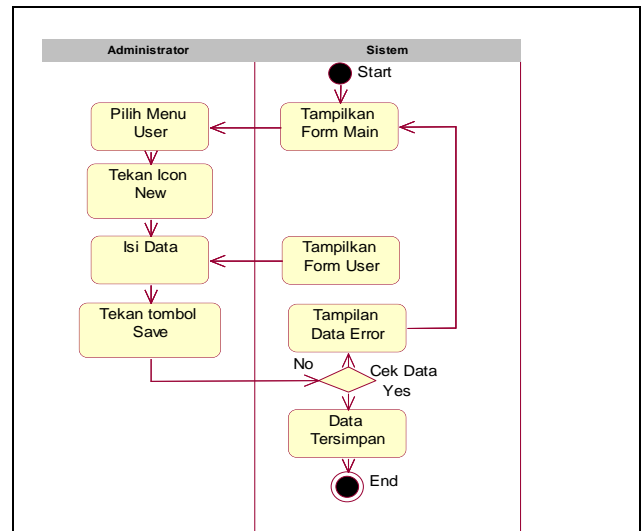 Administrator
Sistem
Start
Pilih Menu
User
Tampilkan
Form Main
Tekan Icon
New
Isi Data
Tampilkan
Form User
Tekan tombol
Save
Tampilan
Data Error
No
Cek Data
Yes
Data
Tersimpan
End